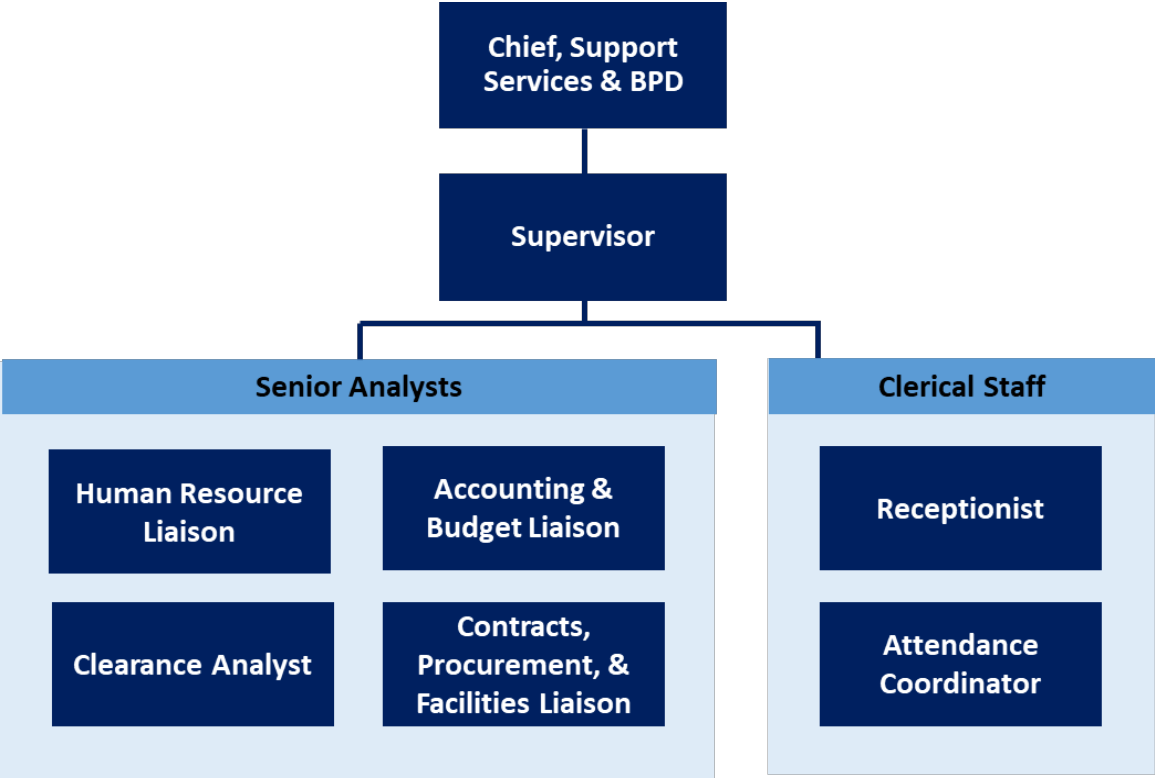 Chief, Support
Services & BPD
Supervisor
Senior Analysts
Human Resource
Liaison
Accounting &
Budget Liaison
Clearance Analyst
Contracts,
Procurement, &
Facilities Liaison
Clerical Staff
Receptionist
Attendance
Coordinator